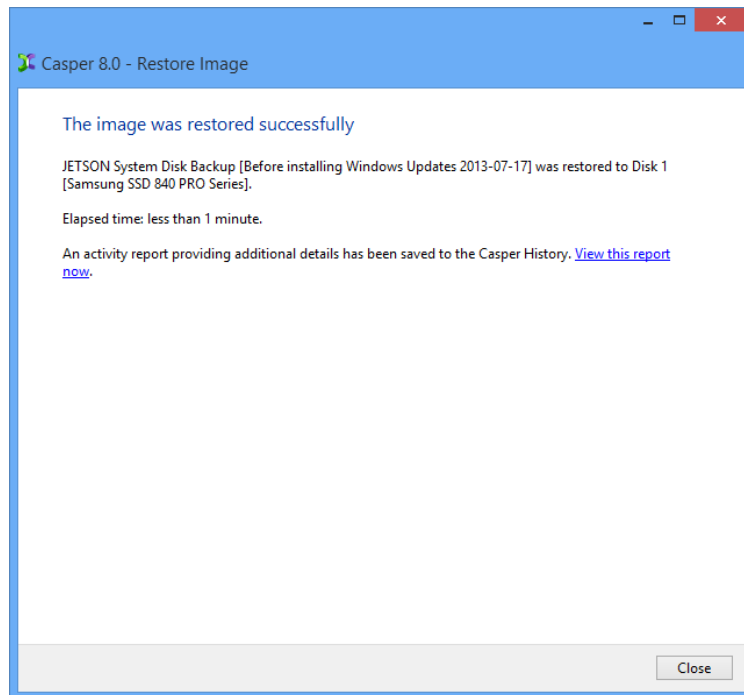 Casper 8.0 - Restore Image
The image was restored successfully
JETSON System Disk Backup [Before installing Windows Updates 2013-07-17] was restored to Disk 1
[Samsung SSD 840 PRO Series].
Elapsed time: less than 1 minute.
An activity report providing additional details has been saved to the Casper History. View this report
now.
Close